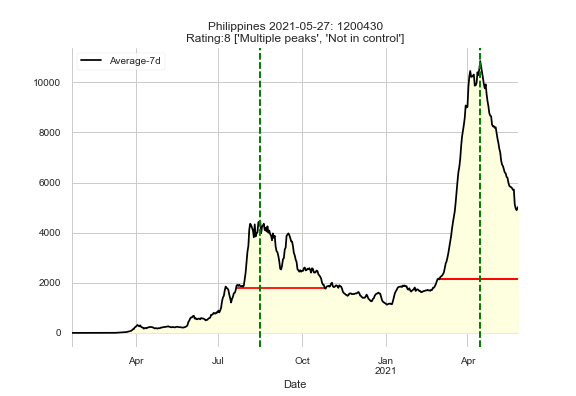 Philippines 2021-05-27: 1200430
Rating:8 ['Multiple peaks', 'Not in control']
Average-7d
10000
8000
6000
4000
2000
0
Apr
Jul
Oct
Jan
2021
Apr
Date